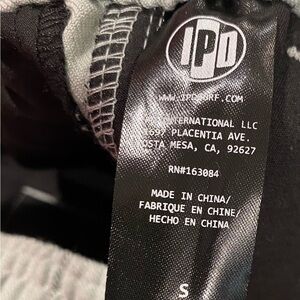 IPD
WWW.IPDSURF.COM
INTERNATIONAL LLC
1697 PLACENTIA AVE.
COSTA MESA, CA, 92627
RN#163084
MADE IN CHINA/
FABRIQUE EN CHINE/
HECHO EN CHINA
S